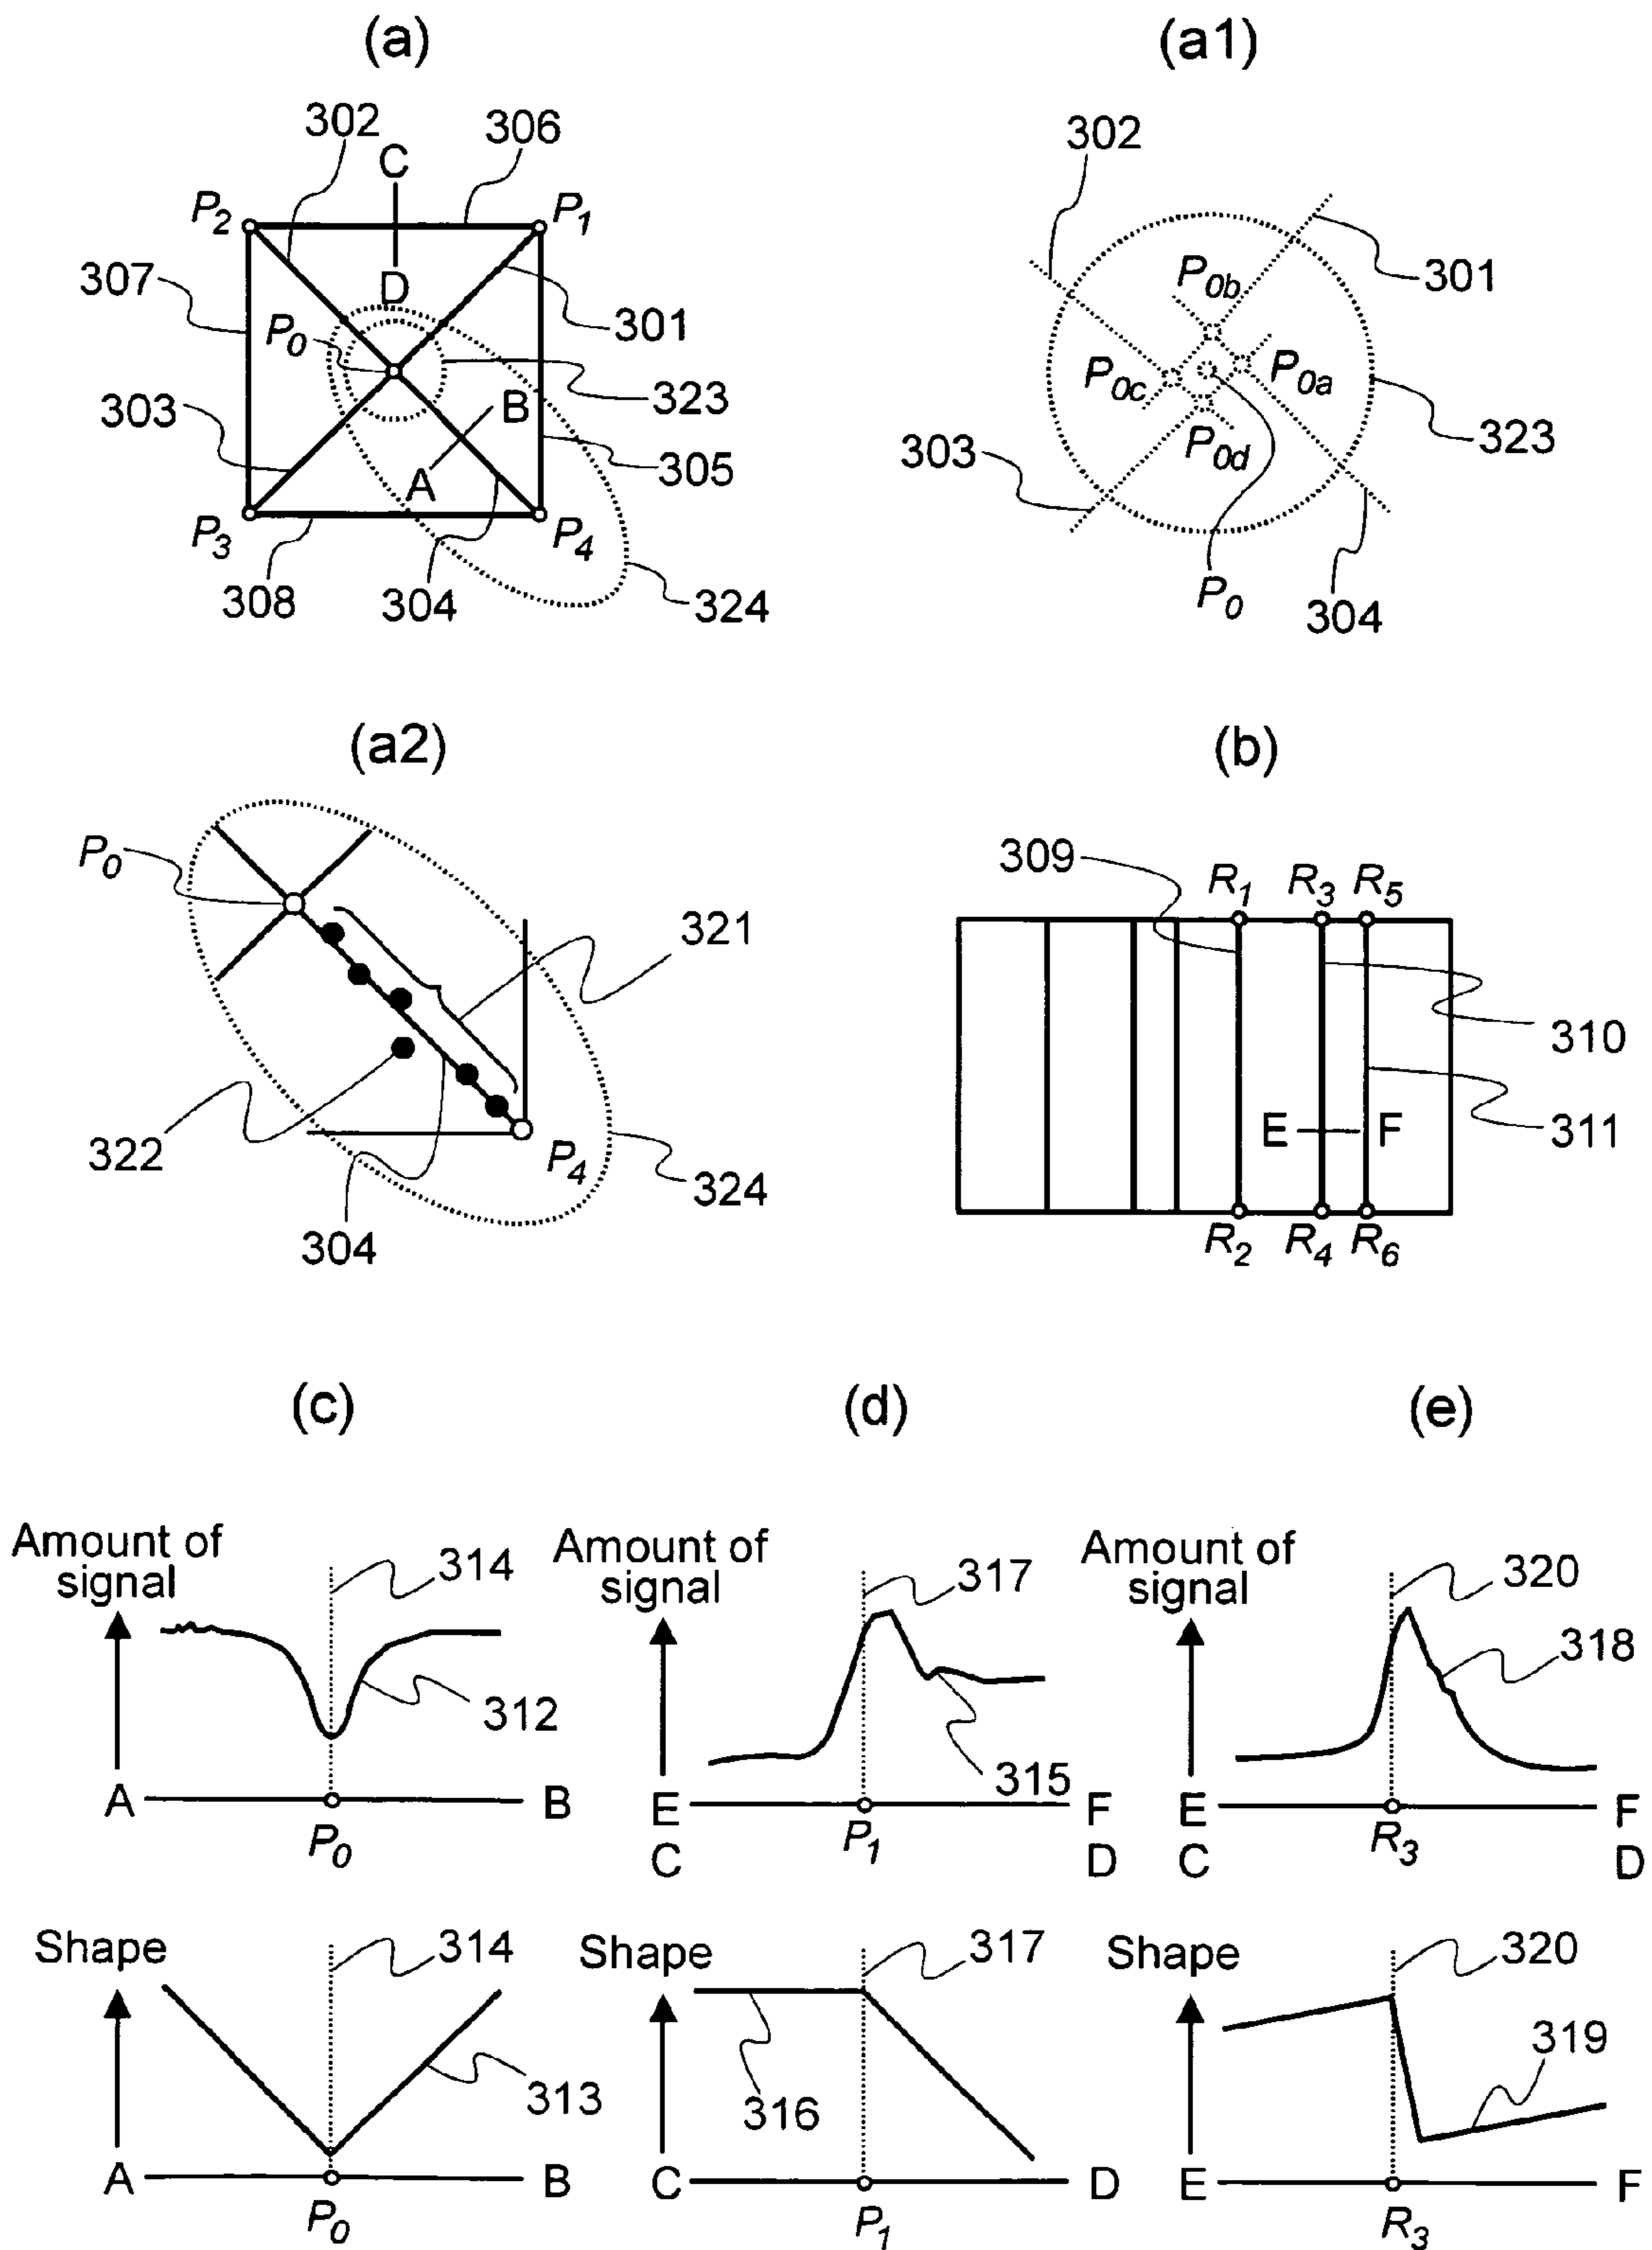 (a)
(a1)
302
306
C
P2
P1
D
307
301
P0
B
323
303
305
A
P3
P4
308
304
324
302
P0b
301
P0c
P0a
303
P0d
323
P0
304
(a2)
(b)
P0
321
322
P4
324
304
309
R1 R3 R5
310
E F
311
R2 R4 R6
(c)
(d)
(e)
Amount of
signal
314
312
A B
P0
Amount of
signal
317
315
E F
P1
C D
Amount of
signal
320
318
E F
R3
C D
Shape
314
313
A B
P0
Shape
317
316
C D
P1
Shape
320
319
E F
R3